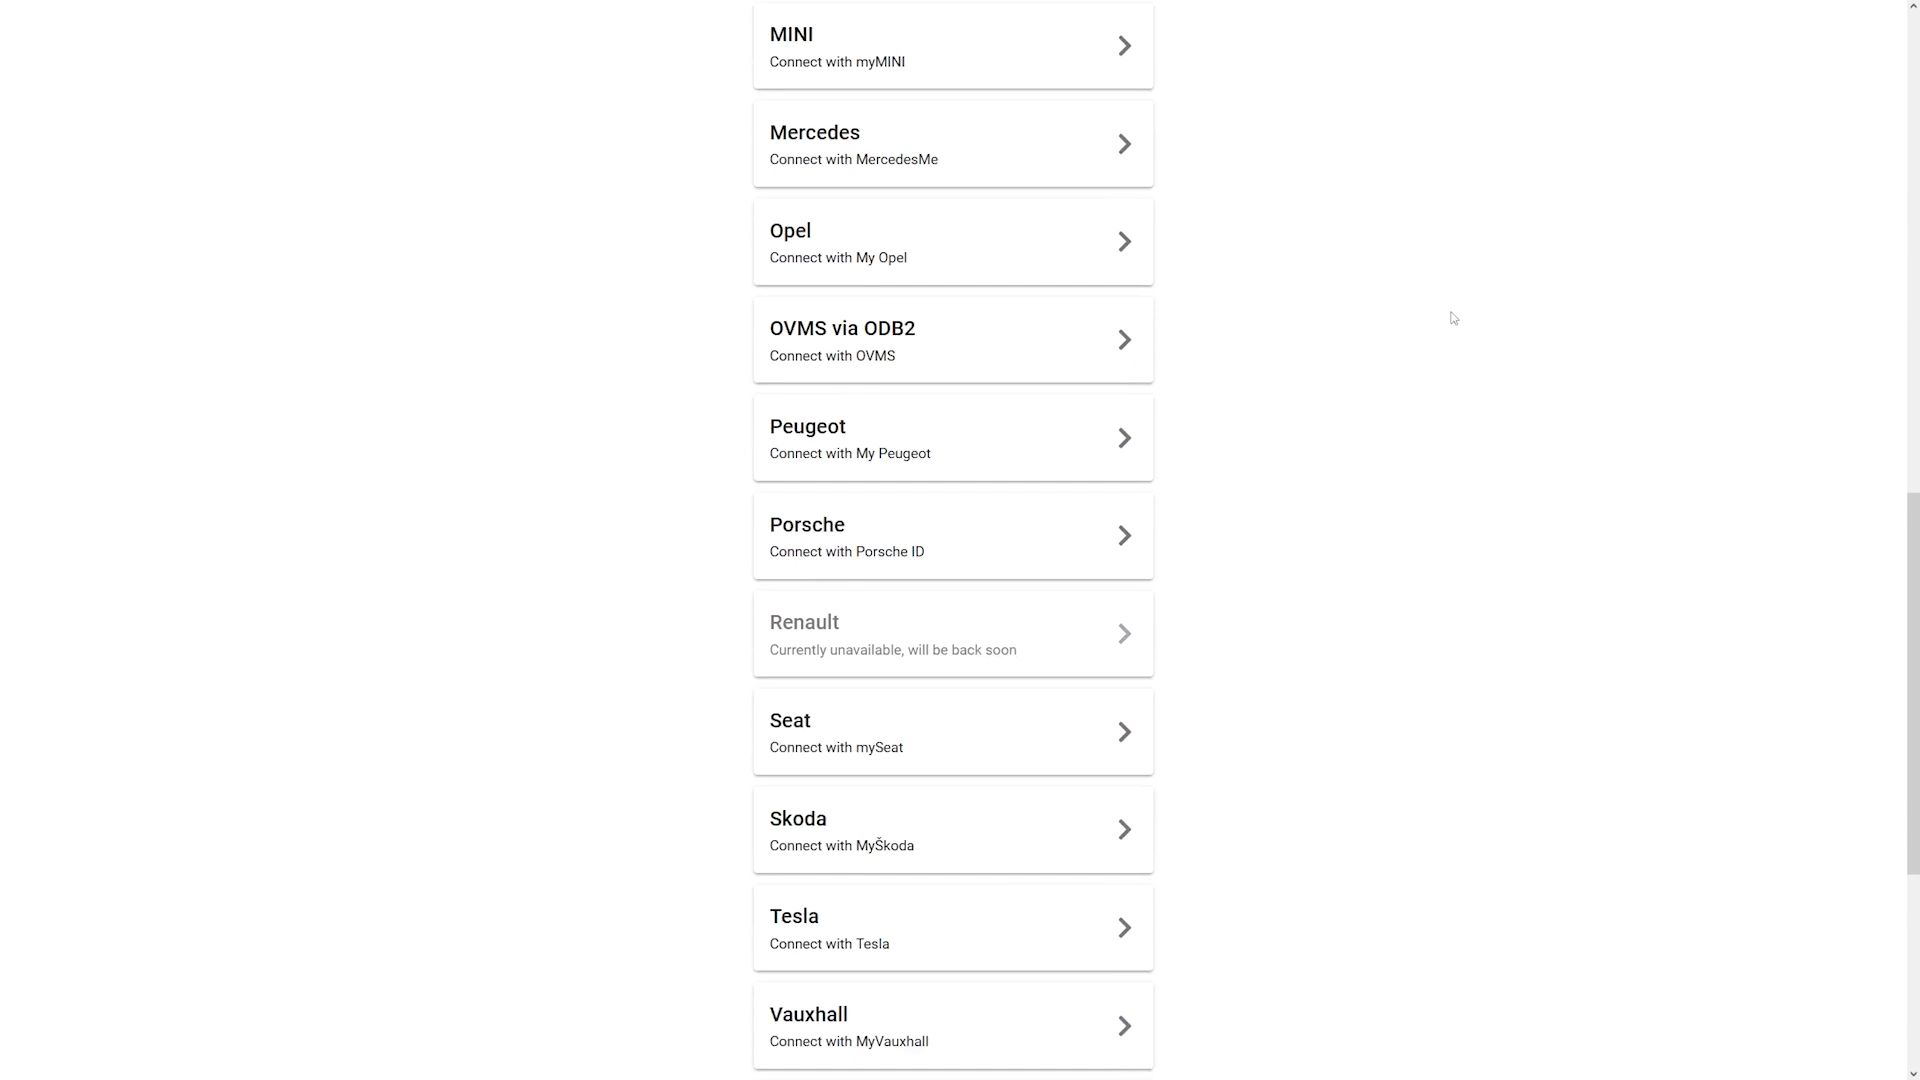 MINI
Connect with myMINI
Mercedes
Connect with MercedesMe
Opel
Connect with My Opel
OVMS via ODB2
Connect with OVMS
Peugeot
Connect with My Peugeot
Porsche
Connect with Porsche ID
Renault
Currently unavailable, will be back soon
Seat
Connect with mySeat
Skoda
Connect with MyŠkoda
Tesla
Connect with Tesla
Vauxhall
Connect with MyVauxhall